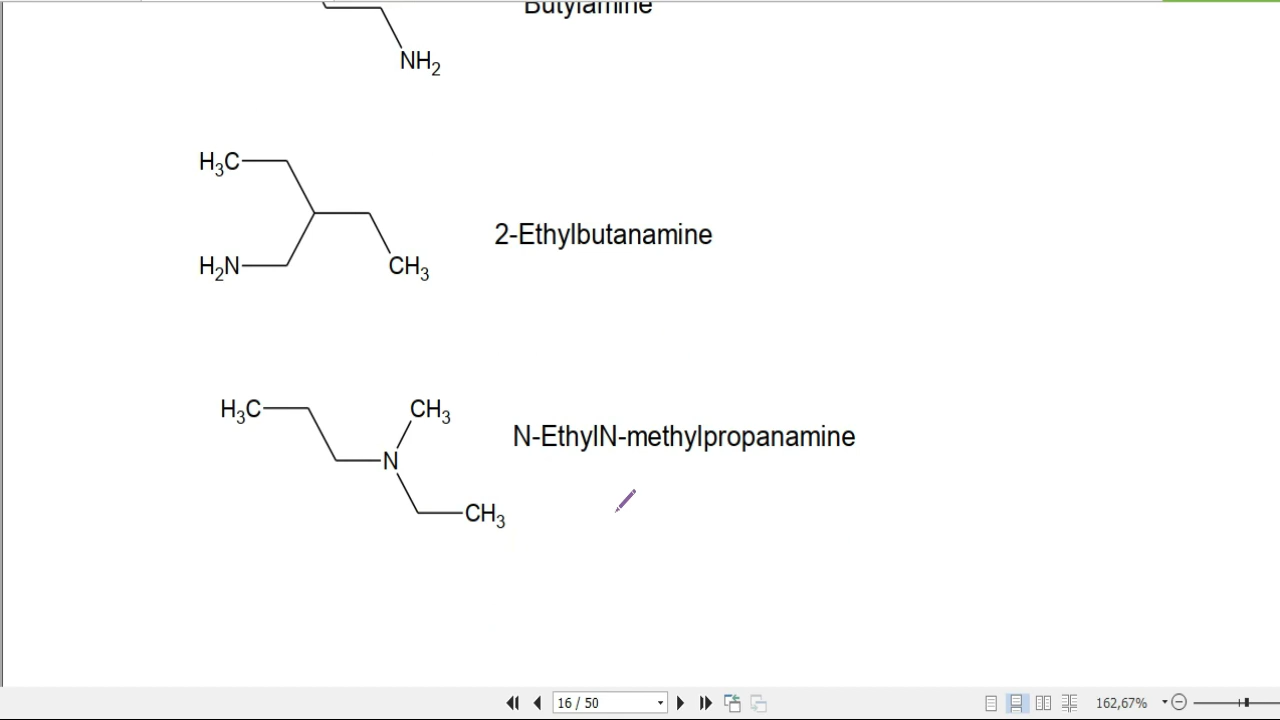 Butylamine
NH2
H3C
2-Ethylbutanamine
H2N
CH3
H3C
CH3
N-EthylN-methylpropanamine
N
CH3
16 / 50
162,67%